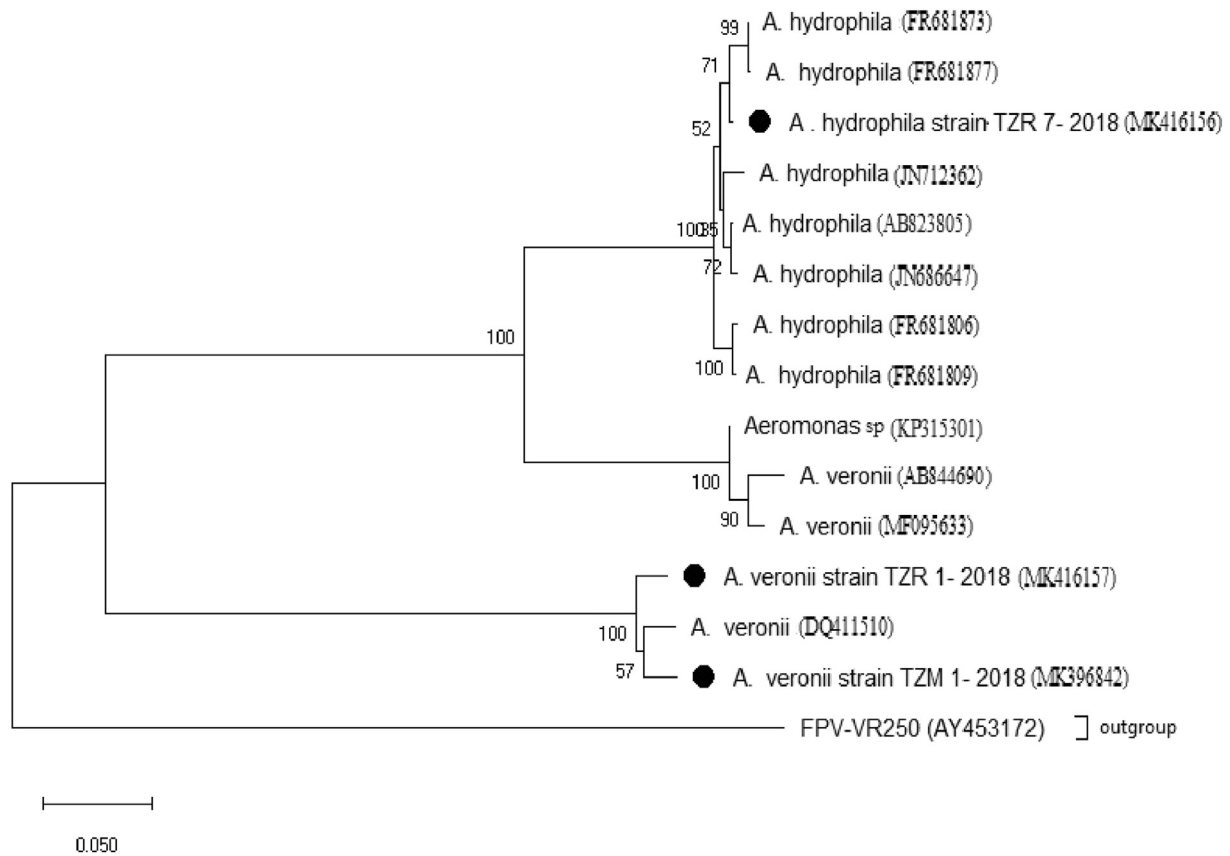 99
A. hydrophila (FR681873)
71
A. hydrophila (FR681877)
52
A . hydrophila strain TZR 7- 2018 (MK416156)
A. hydrophila (JN712362)
100
A. hydrophila (AB823805)
72
A. hydrophila (JN686647)
100
A. hydrophila (FR681806)
100
A. hydrophila (FR681809)
Aeromonas sp (KP315301)
100
A. veronii (AB844690)
90
A. veronii (MF095633)
A. veronii strain TZR 1- 2018 (MK416157)
100
A. veronii (DQ411510)
57
A. veronii strain TZM 1- 2018 (MK396842)
FPV-VR250 (AY453172)
outgroup
0.050